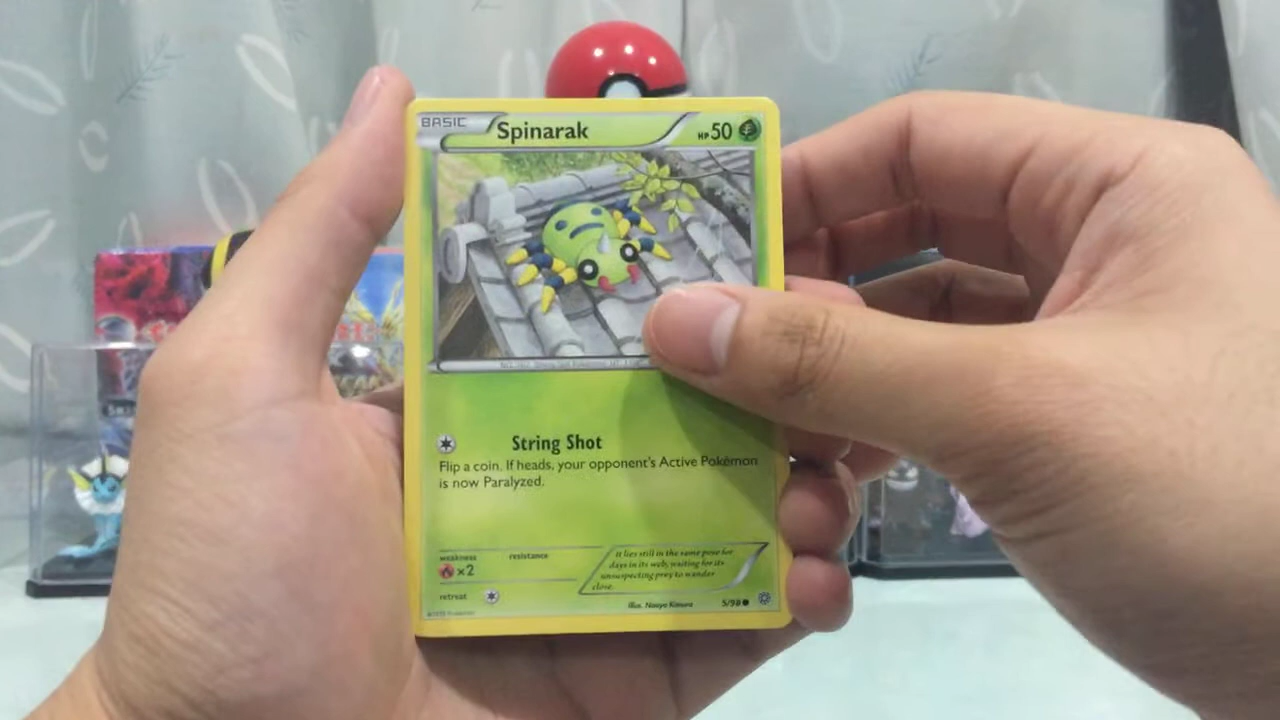 BASIC
Spinarak
HP 50
String Shot
Flip a coin. If heads, your opponent's Active Pokémon
is now Paralyzed.
weakness
resistance
×2
retreat
It lies still in the same pose for
days in its web, waiting for its
unsuspecting prey to wander
close.
Illus. Naoyo Kimura
5/98